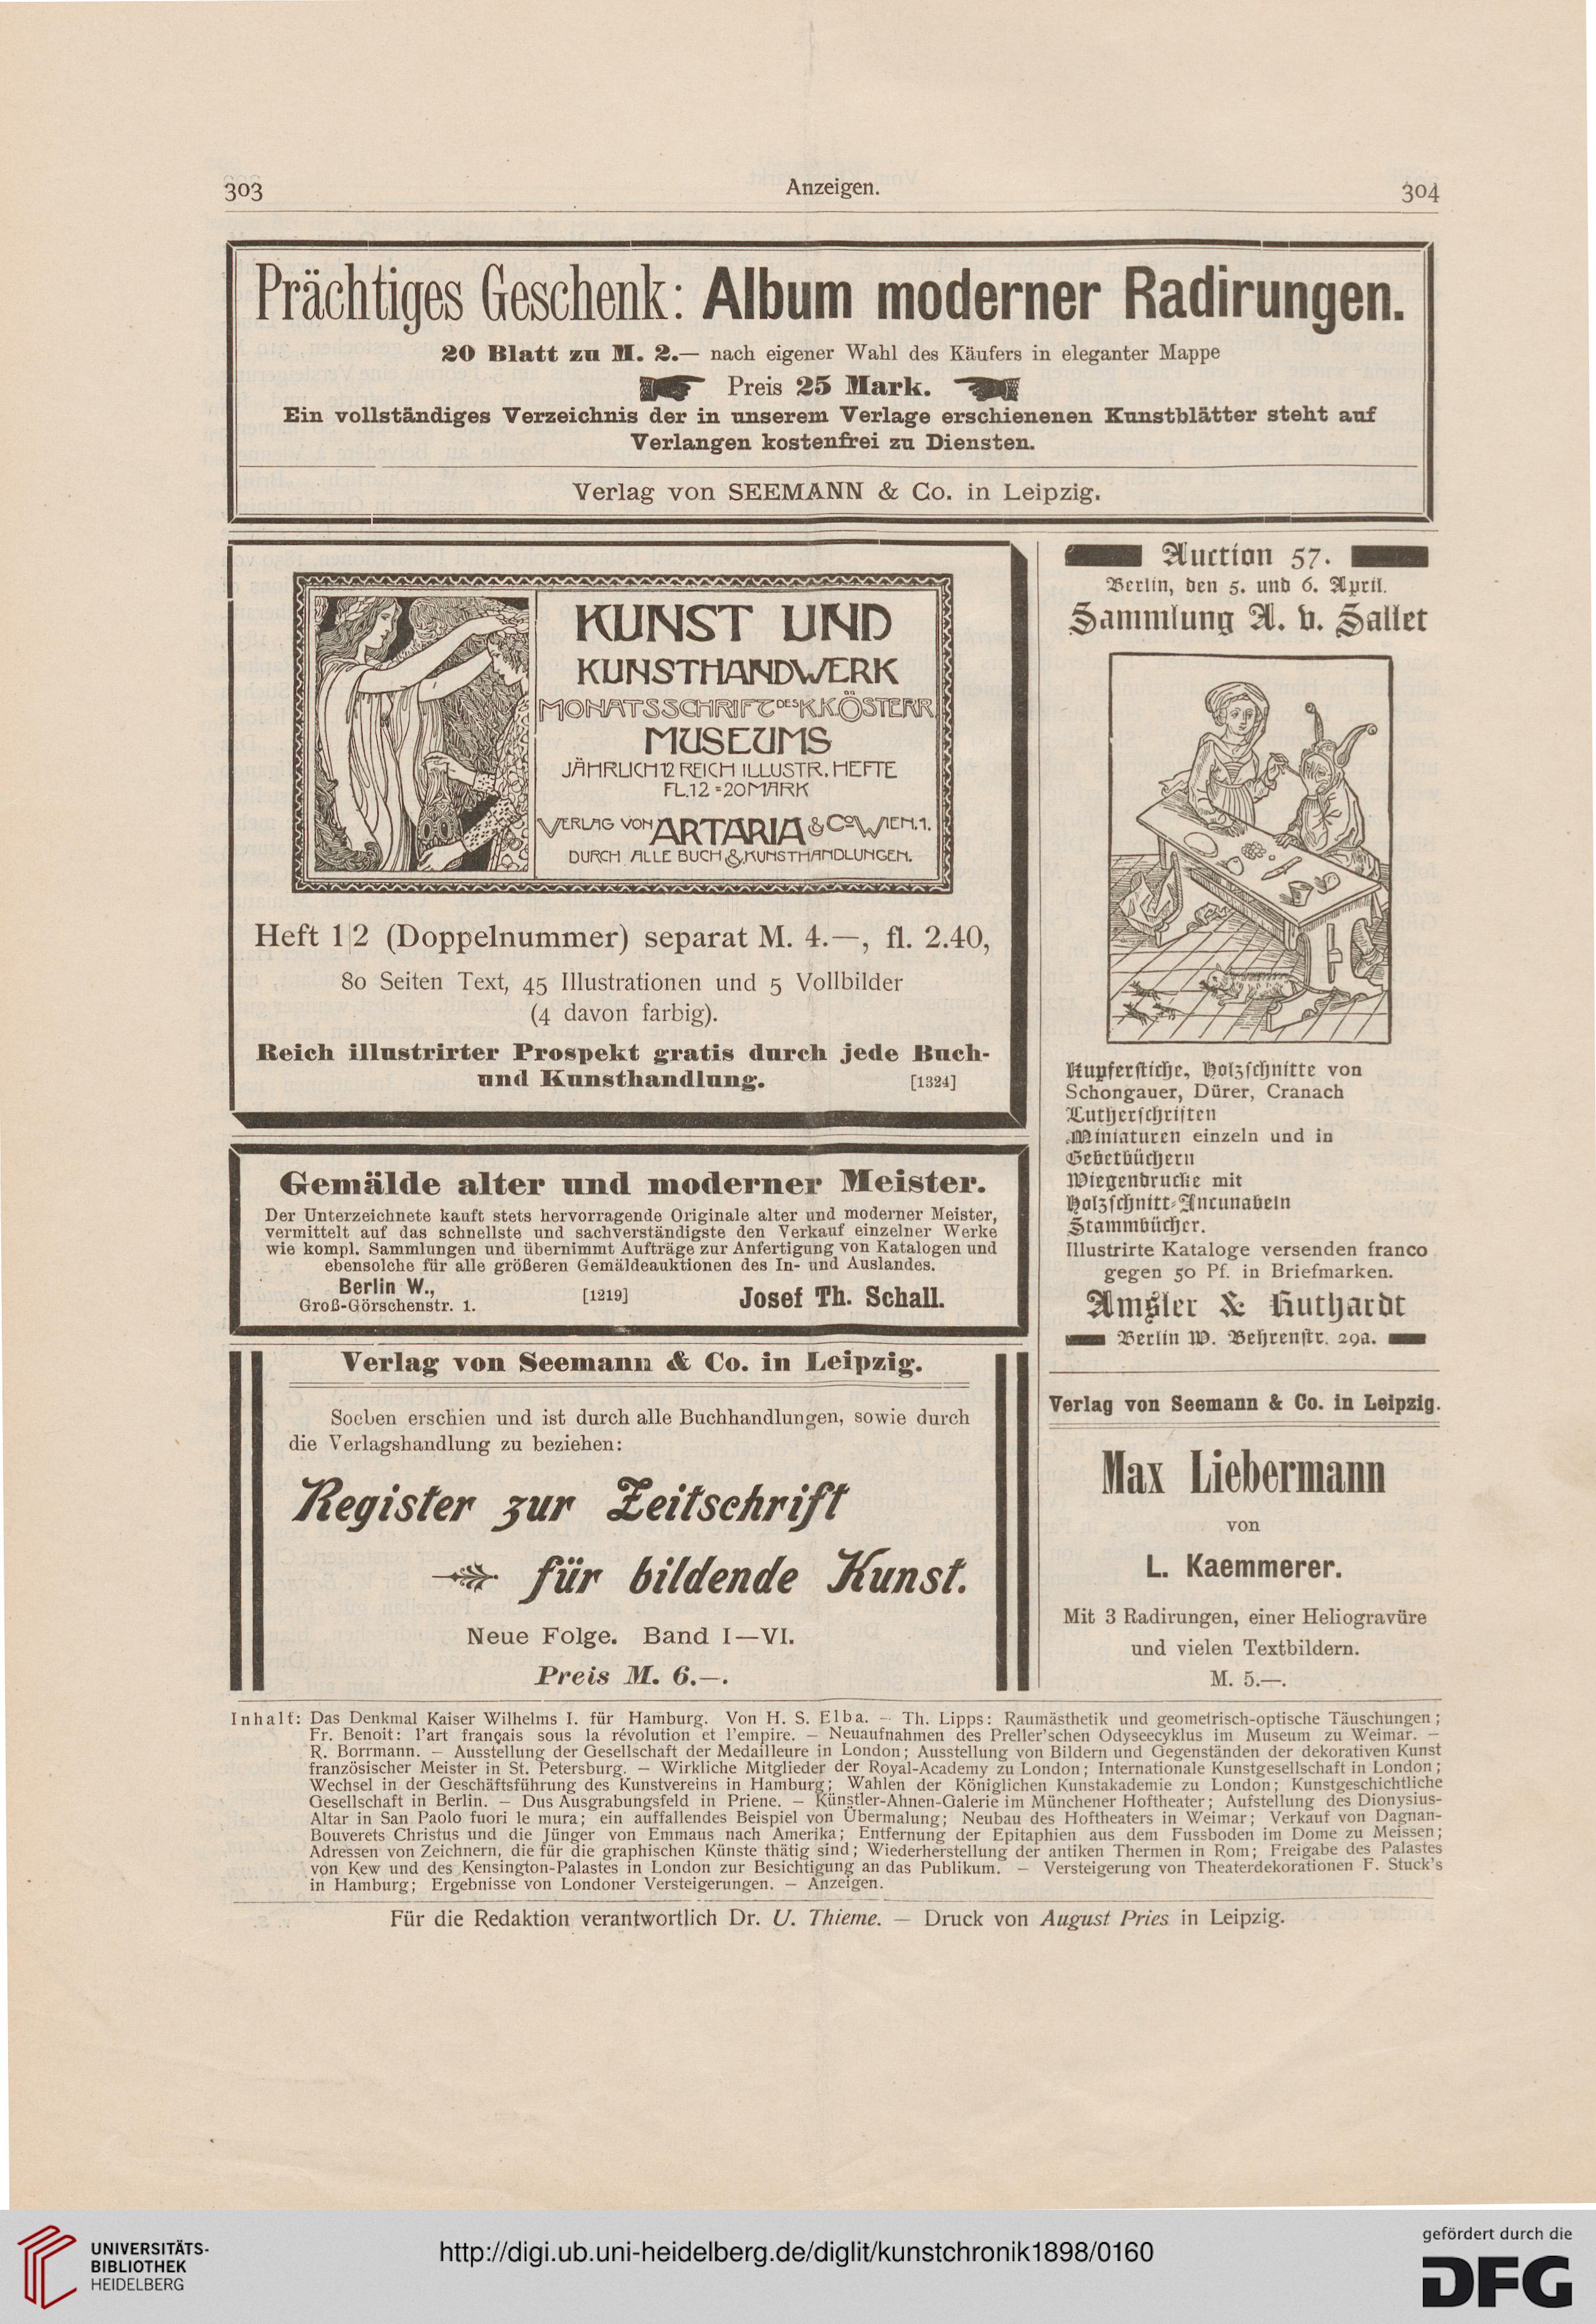 303
Anzeigen.
304
Prächtiges Geschenk: Album moderner Radirungen.
20 Blatt zu M. 2.— nach eigener Wahl des Käufers in eleganter Mappe
Preis 25 Mark.
Ein vollständiges Verzeichnis der in unserem Verlage erschienenen Kunstblätter steht auf
Verlangen kostenfrei zu Diensten.
Verlag von SEEMANN & Co. in Leipzig.
KUNST UND
KUNSTHANDWERK
MONATSSCHRIFT DES K.K. ÖSTERR.
MUSEUMS
JÄHRLICH 12 REICH ILLUSTR. HEFTE
FL. 12 = 20 MARK
VERLAG VON ARTARIA & Co WIEN. 1.
DURCH ALLE BUCH & KUNSTHANDLUNGEN.
Heft 1|2 (Doppelnummer) separat M. 4.—, fl. 2.40,
80 Seiten Text, 45 Illustrationen und 5 Vollbilder
(4 davon farbig).
Reich illustrirter Prospekt gratis durch jede Buch-
und Kunsthandlung. [1324]
Gemälde alter und moderner Meister.
Der Unterzeichnete kauft stets hervorragende Originale alter und moderner Meister,
vermittelt auf das schnellste und sachverständigste den Verkauf einzelner Werke
wie kompl. Sammlungen und übernimmt Aufträge zur Anfertigung von Katalogen und
ebensolche für alle größeren Gemäldeauktionen des In- und Auslandes.
Berlin W.,
Groß-Görschenstr. 1.
[1219]
Josef Th. Schall.
Verlag von Seemann & Co. in Leipzig.
Soeben erschien und ist durch alle Buchhandlungen, sowie durch
die Verlagshandlung zu beziehen:
Register zur Zeitschrift
für bildende Kunst.
Neue Folge. Band I—VI.
Preis M. 6.—.
Auction 57.
Berlin, den 5. und 6. April.
Sammlung A. v. Sallet
Kupferstiche, Holzschnitte von
Schongauer, Dürer, Cranach
Lutherschriften
Miniaturen einzeln und in
Gebetbüchern
Wiegendrucke mit
Holzschnitt-Incunabeln
Stammbücher.
Illustrirte Kataloge versenden franco
gegen 50 Pf. in Briefmarken.
Amsler & Ruthardt
Berlin W. Behrenstr. 29a.
Verlag von Seemann & Co. in Leipzig.
Max Liebermann
von
L. Kaemmerer.
Mit 3 Radirungen, einer Heliogravüre
und vielen Textbildern.
M. 5.—.
Inhalt: Das Denkmal Kaiser Wilhelms I. für Hamburg. Von H. S. Elba. — Th. Lipps: Raumästhetik und geometrisch-optische Täuschungen;
Fr. Benoit: l'art français sous la révolution et l'empire. — Neuaufnahmen des Preller'schen Odyseecyklus im Museum zu Weimar. —
R. Borrmann. — Ausstellung der Gesellschaft der Medailleure in London; Ausstellung von Bildern und Gegenständen der dekorativen Kunst
französischer Meister in St. Petersburg. — Wirkliche Mitglieder der Royal-Academy zu London; Internationale Kunstgesellschaft in London;
Wechsel in der Geschäftsführung des Kunstvereins in Hamburg; Wahlen der Königlichen Kunstakademie zu London; Kunstgeschichtliche
Gesellschaft in Berlin. — Dus Ausgrabungsfeld in Priene. — Künstler-Ahnen-Galerie im Münchener Hoftheater; Aufstellung des Dionysius-
Altar in San Paolo fuori le mura; ein auffallendes Beispiel von Übermalung; Neubau des Hoftheaters in Weimar; Verkauf von Dagnan-
Bouverets Christus und die Jünger von Emmaus nach Amerika; Entfernung der Epitaphien aus dem Fussboden im Dome zu Meissen;
Adressen von Zeichnern, die für die graphischen Künste thätig sind; Wiederherstellung der antiken Thermen in Rom; Freigabe des Palastes
von Kew und des Kensington-Palastes in London zur Besichtigung an das Publikum. — Versteigerung von Theaterdekorationen F. Stuck's
in Hamburg; Ergebnisse von Londoner Versteigerungen. — Anzeigen.
Für die Redaktion verantwortlich Dr. U. Thieme. — Druck von August Pries in Leipzig.
UNIVERSITÄTS-
BIBLIOTHEK
HEIDELBERG
http://digi.ub.uni-heidelberg.de/diglit/kunstchronik1898/0160
gefördert durch die
DFG